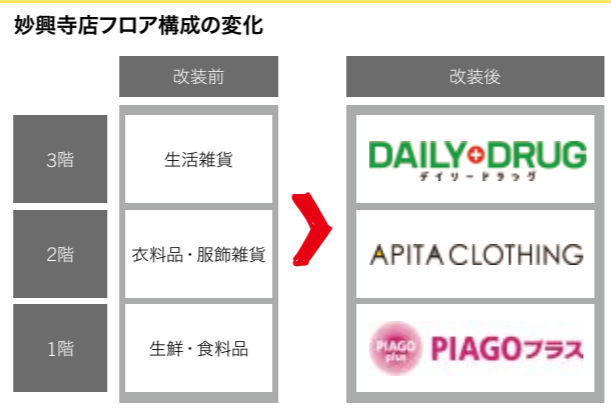 妙興寺店フロア構成の変化
改装前
改装後
3階
生活雑貨
DAILY DRUG
デイリードラッグ
2階
衣料品・服飾雑貨
APITA CLOTHING
1階
生鮮・食料品
PIAGO plus
PIAGOプラス